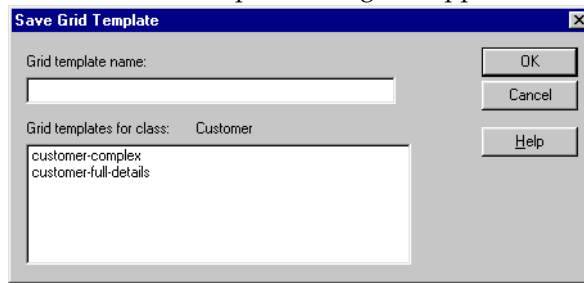 Save Grid Template
Grid template name:
OK
Cancel
Grid templates for class: Customer
Help
customer-complex
customer-full-details